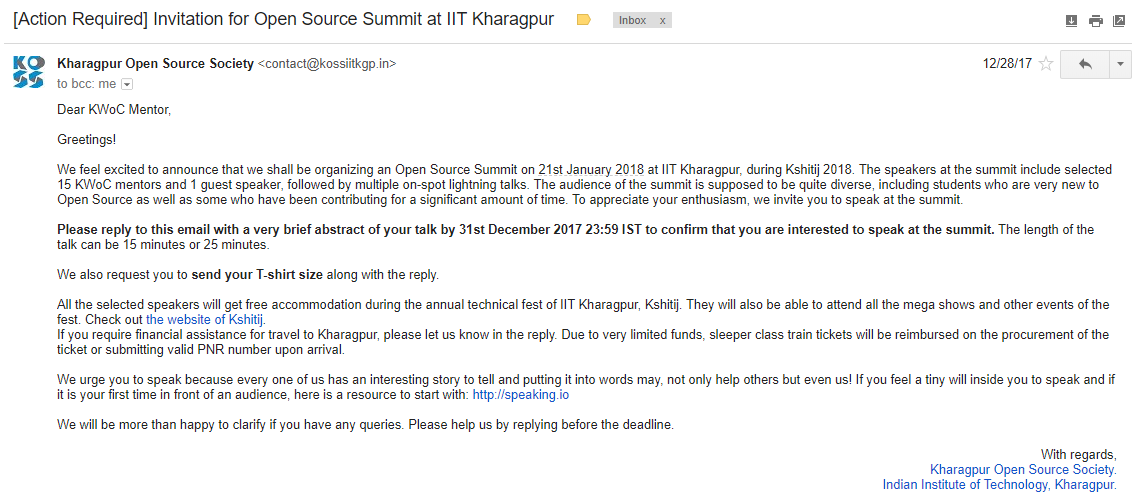 [Action Required] Invitation for Open Source Summit at IIT Kharagpur
Inbox x
KOSS
Kharagpur Open Source Society <contact@kossiitkgp.in>
12/28/17
to bcc: me
Dear KWoC Mentor,
Greetings!
We feel excited to announce that we shall be organizing an Open Source Summit on 21st January 2018 at IIT Kharagpur, during Kshitij 2018. The speakers at the summit include selected
15 KWoC mentors and 1 guest speaker, followed by multiple on-spot lightning talks. The audience of the summit is supposed to be quite diverse, including students who are very new to
Open Source as well as some who have been contributing for a significant amount of time. To appreciate your enthusiasm, we invite you to speak at the summit.
Please reply to this email with a very brief abstract of your talk by 31st December 2017 23:59 IST to confirm that you are interested to speak at the summit. The length of the
talk can be 15 minutes or 25 minutes.
We also request you to send your T-shirt size along with the reply.
All the selected speakers will get free accommodation during the annual technical fest of IIT Kharagpur, Kshitij. They will also be able to attend all the mega shows and other events of the
fest. Check out the website of Kshitij.
If you require financial assistance for travel to Kharagpur, please let us know in the reply. Due to very limited funds, sleeper class train tickets will be reimbursed on the procurement of the
ticket or submitting valid PNR number upon arrival.
We urge you to speak because every one of us has an interesting story to tell and putting it into words may, not only help others but even us! If you feel a tiny will inside you to speak and if
it is your first time in front of an audience, here is a resource to start with: http://speaking.io
We will be more than happy to clarify if you have any queries. Please help us by replying before the deadline.
With regards,
Kharagpur Open Source Society.
Indian Institute of Technology, Kharagpur.